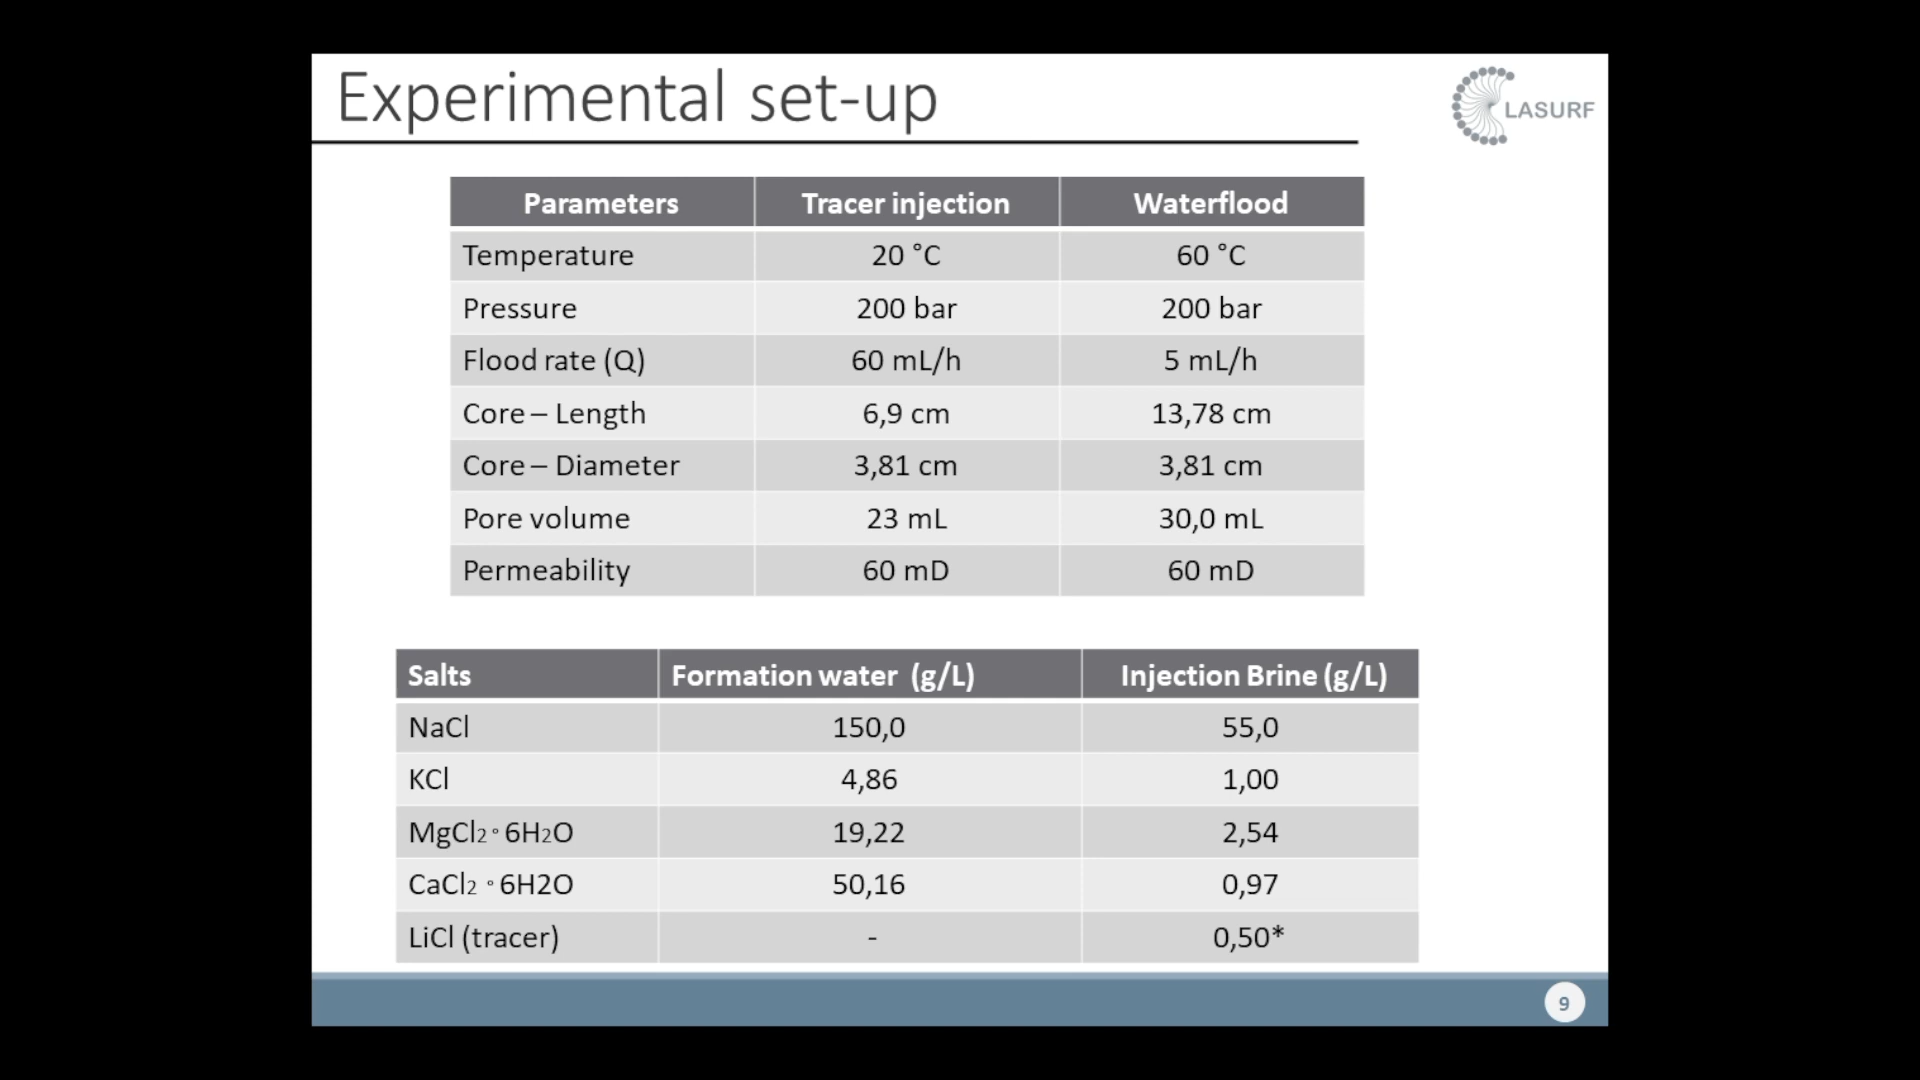 Experimental set-up
LASURF
Parameters Tracer injection Waterflood
Temperature 20 °C 60 °C
Pressure 200 bar 200 bar
Flood rate (Q) 60 mL/h 5 mL/h
Core – Length 6,9 cm 13,78 cm
Core – Diameter 3,81 cm 3,81 cm
Pore volume 23 mL 30,0 mL
Permeability 60 mD 60 mD
Salts Formation water (g/L) Injection Brine (g/L)
NaCl 150,0 55,0
KCl 4,86 1,00
MgCl₂ ° 6H₂O 19,22 2,54
CaCl₂ ° 6H2O 50,16 0,97
LiCl (tracer) - 0,50*
9